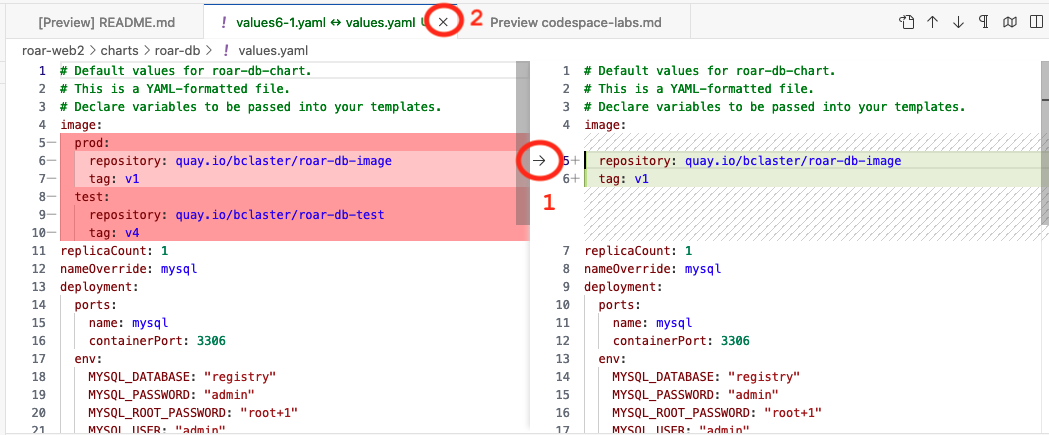 [Preview] README.md
! values6-1.yaml ↔ values.yaml
2
Preview codespace-labs.md
roar-web2 > charts > roar-db > ! values.yaml
1 # Default values for roar-db-chart.
2 # This is a YAML-formatted file.
3 # Declare variables to be passed into your templates.
4 image:
5— prod:
6— repository: quay.io/bclaster/roar-db-image
7— tag: v1
8— test:
9— repository: quay.io/bclaster/roar-db-test
10— tag: v4
11 replicaCount: 1
12 nameOverride: mysql
13 deployment:
14 ports:
15 name: mysql
16 containerPort: 3306
17 env:
18 MYSQL_DATABASE: "registry"
19 MYSQL_PASSWORD: "admin"
20 MYSQL_ROOT_PASSWORD: "root+1"
21 MYSQL_USER: "admin"
→
1
1 # Default values for roar-db-chart.
2 # This is a YAML-formatted file.
3 # Declare variables to be passed into your templates.
4 image:
5+ repository: quay.io/bclaster/roar-db-image
6+ tag: v1
7 replicaCount: 1
8 nameOverride: mysql
9 deployment:
10 ports:
11 name: mysql
12 containerPort: 3306
13 env:
14 MYSQL_DATABASE: "registry"
15 MYSQL_PASSWORD: "admin"
16 MYSQL_ROOT_PASSWORD: "root+1"
17 MYSQL_USER: "admin"